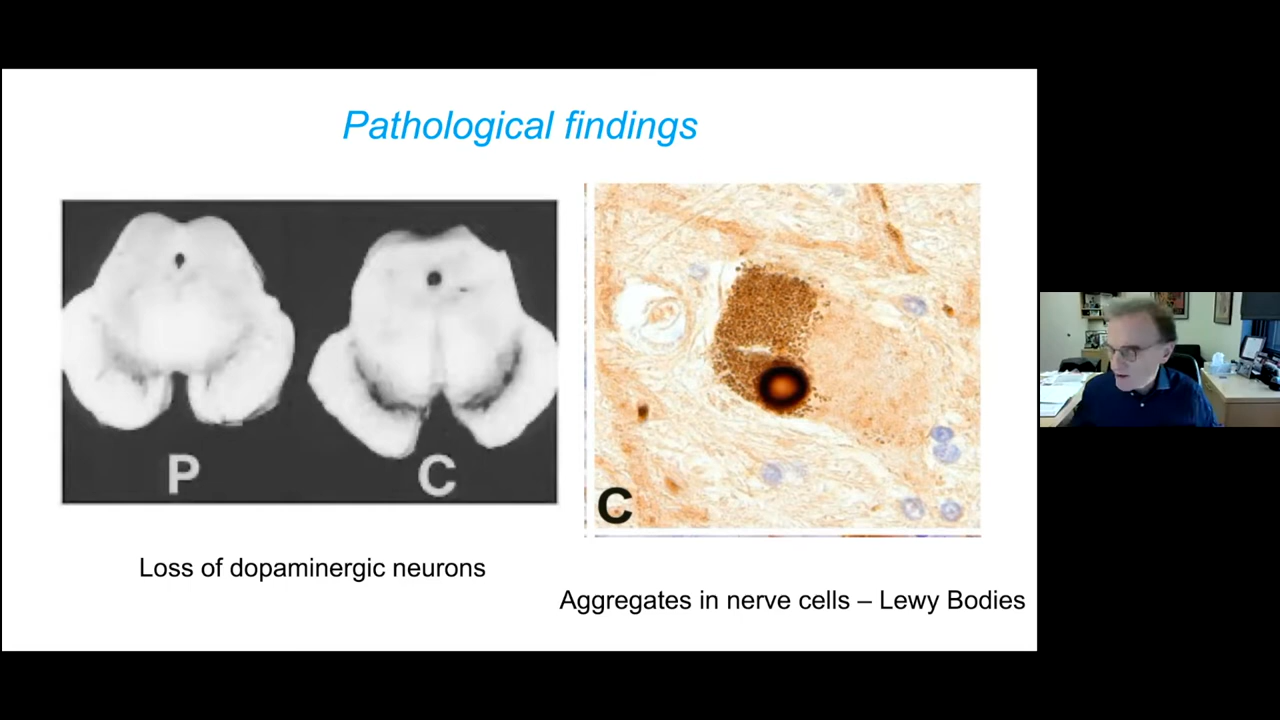 Pathological findings
P
C
C
Loss of dopaminergic neurons
Aggregates in nerve cells – Lewy Bodies